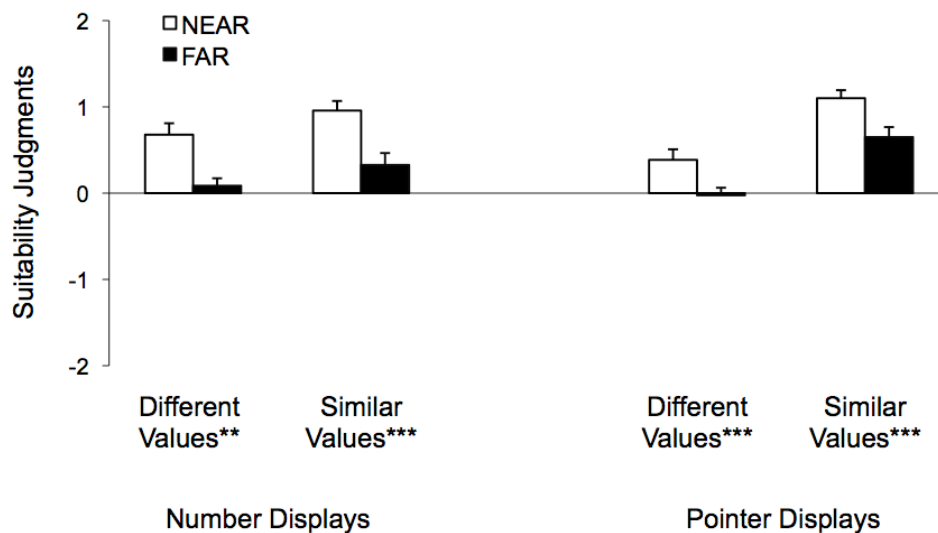 Suitability Judgments
2
1
0
-1
-2
NEAR
FAR
Different
Values**
Similar
Values***
Different
Values***
Similar
Values***
Number Displays
Pointer Displays